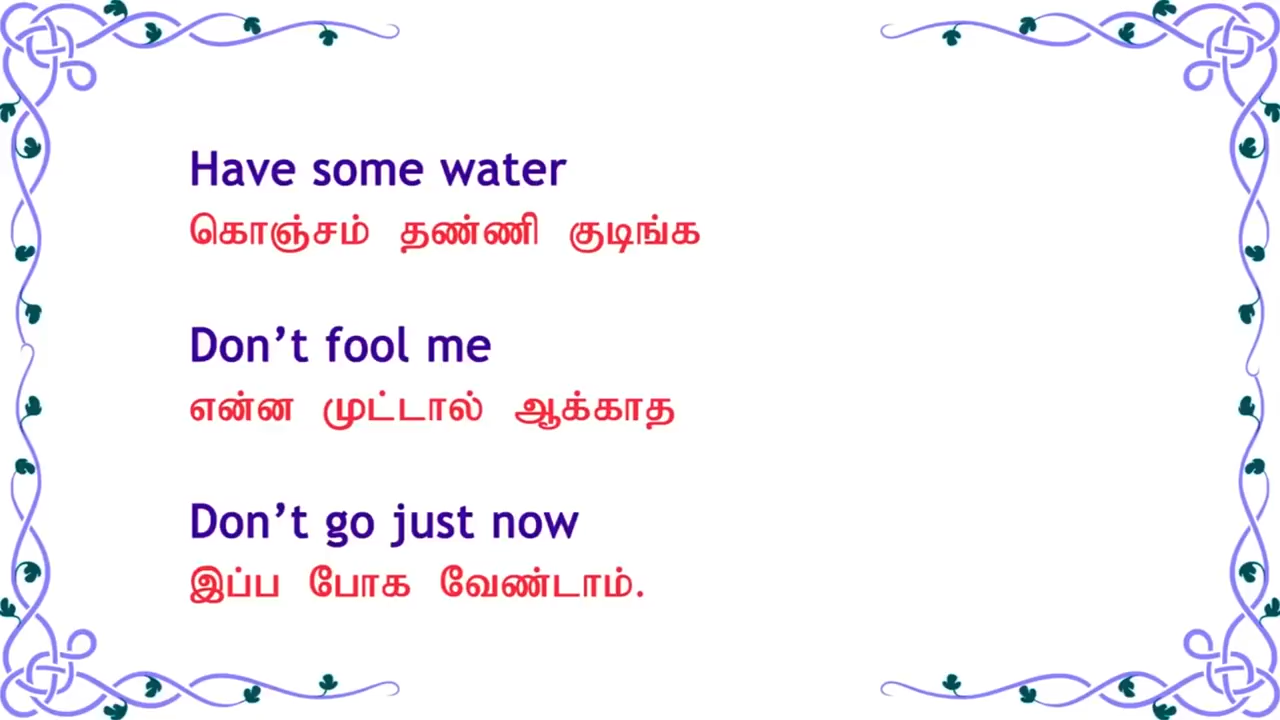 Have some water
கொஞ்சம் தண்ணி குடிங்க
Don’t fool me
என்ன முட்டால் ஆக்காத
Don’t go just now
இப்ப போக வேண்டாம்.